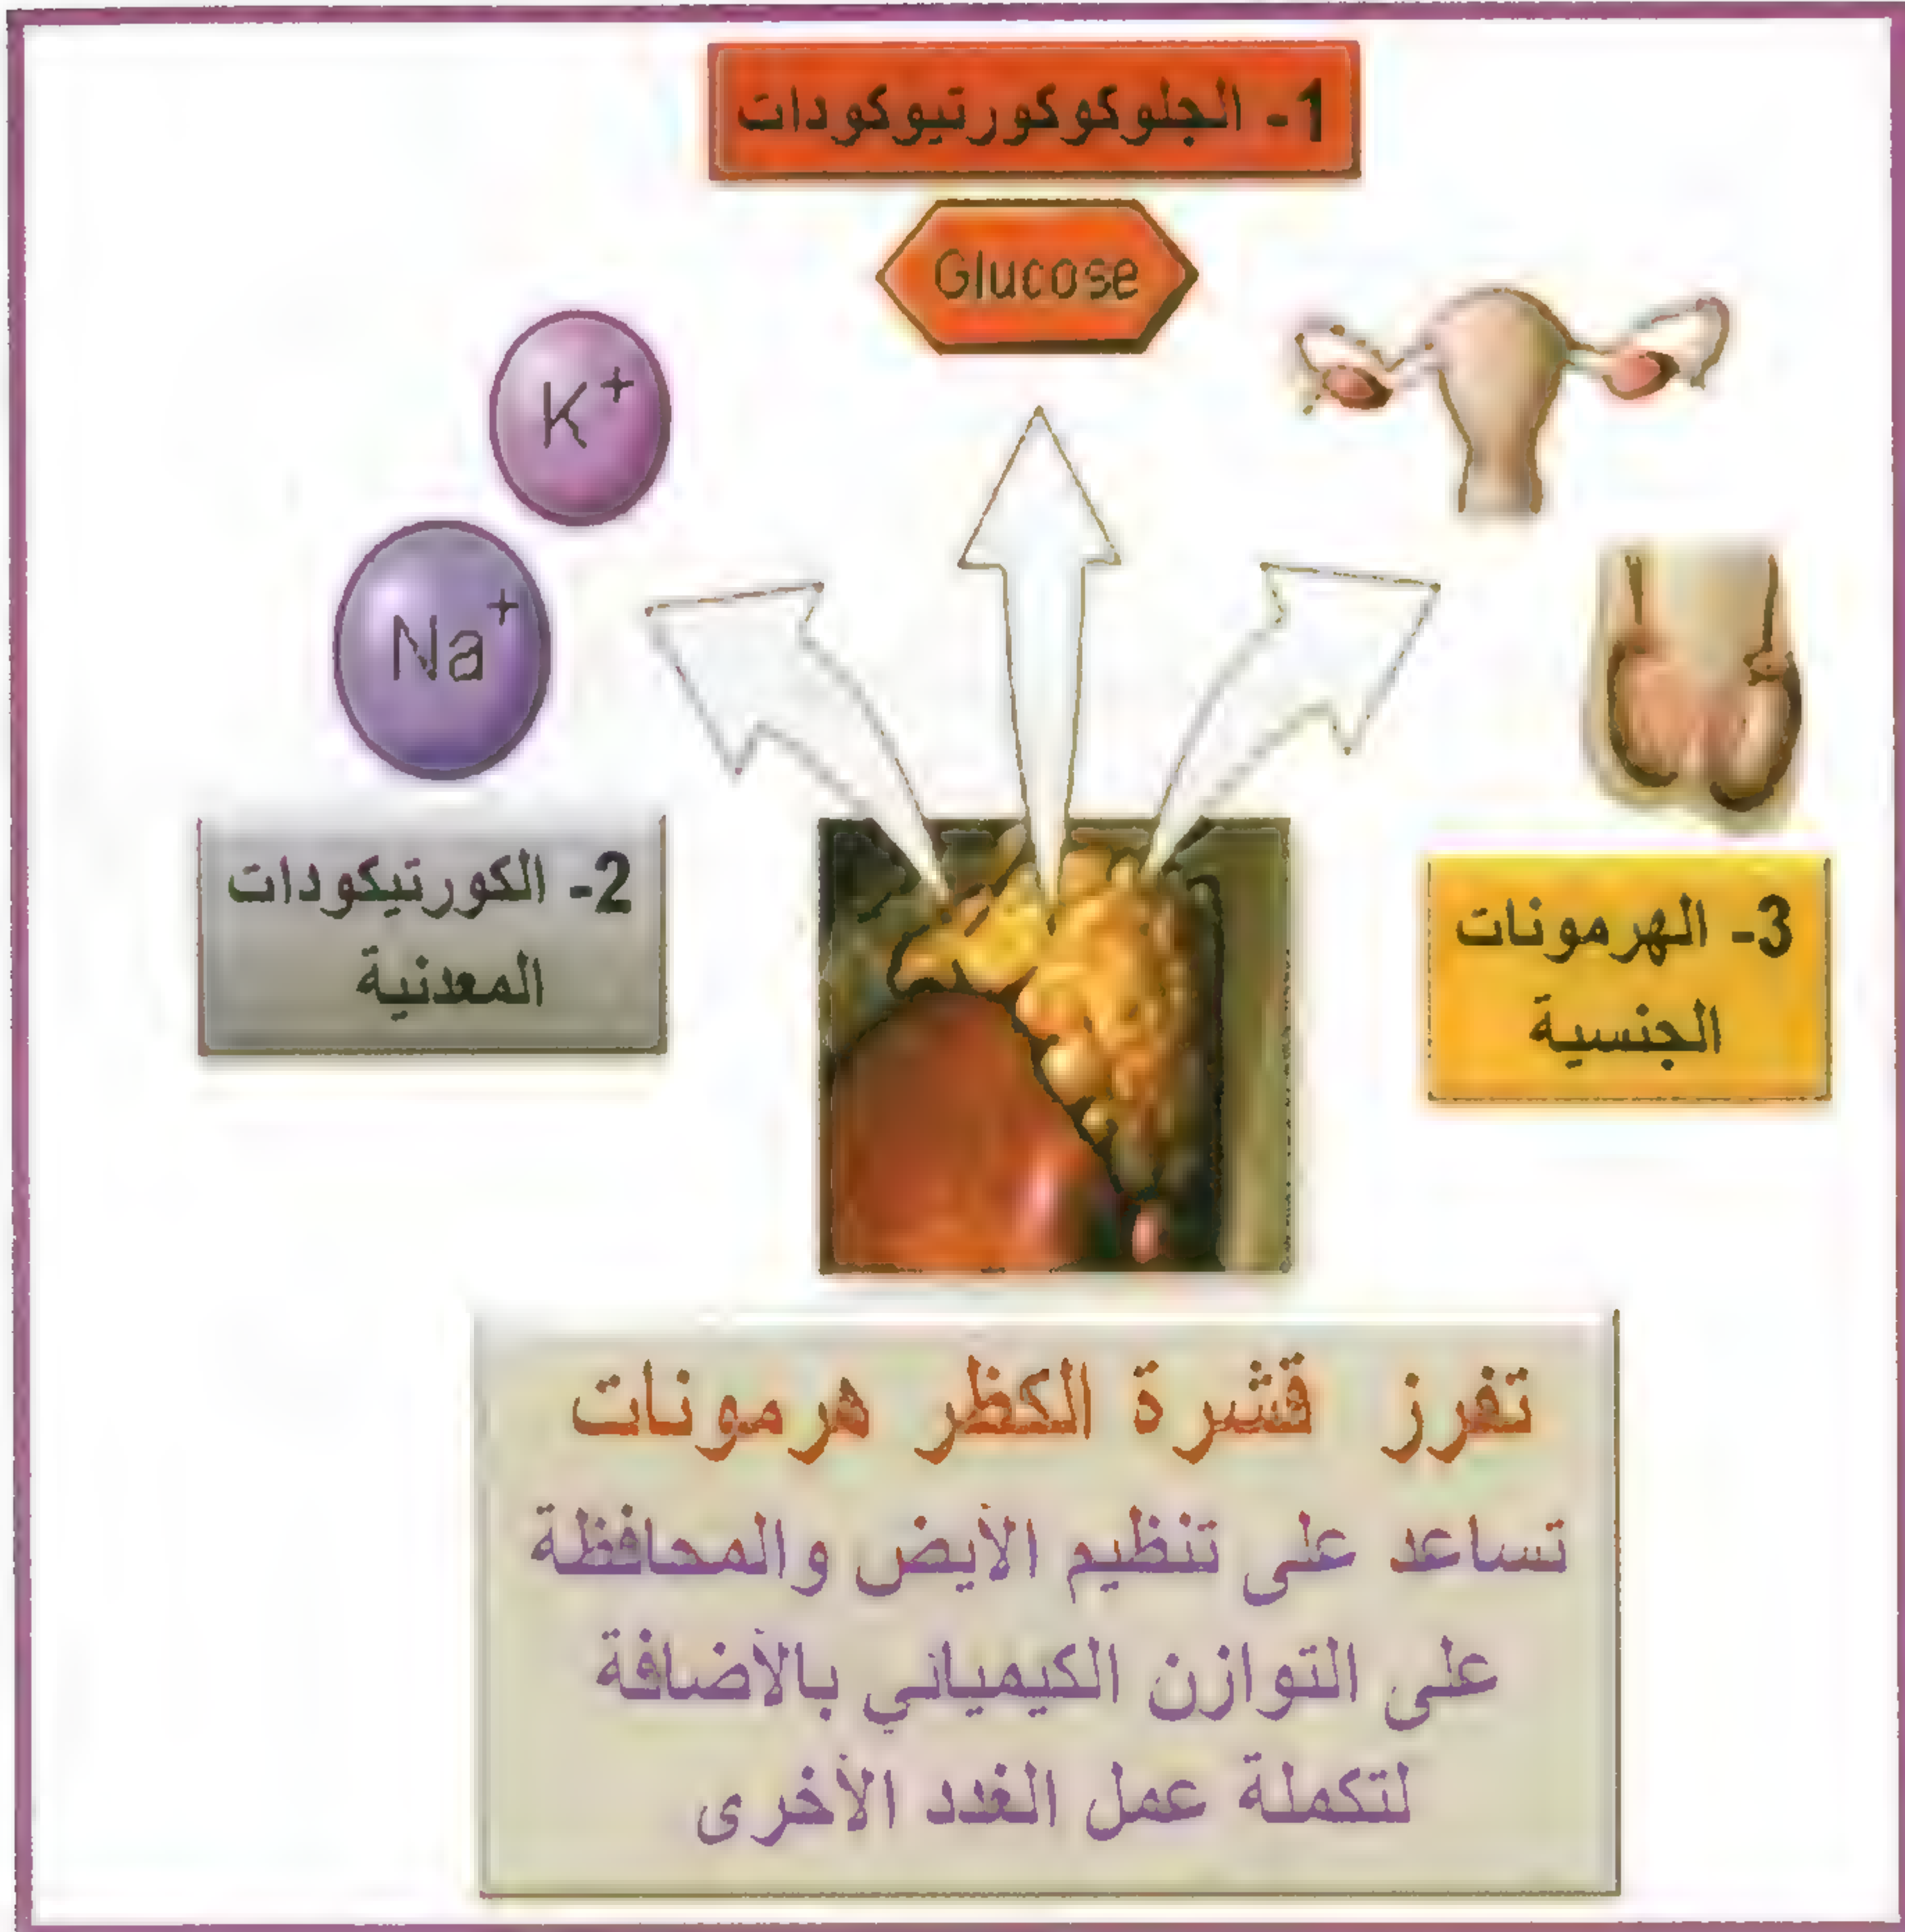 1- الجلوكوكورتيوكودات
Glucose
K+
Na+
2- الكورتيكودات
المعدنية
3- الهرمونات
الجنسية
تفرز قشرة الكظر هرمونات
تساعد على تنظيم الأيض والمحافظة
على التوازن الكيميائي بالأضافة
لتكملة عمل الغدد الأخرى